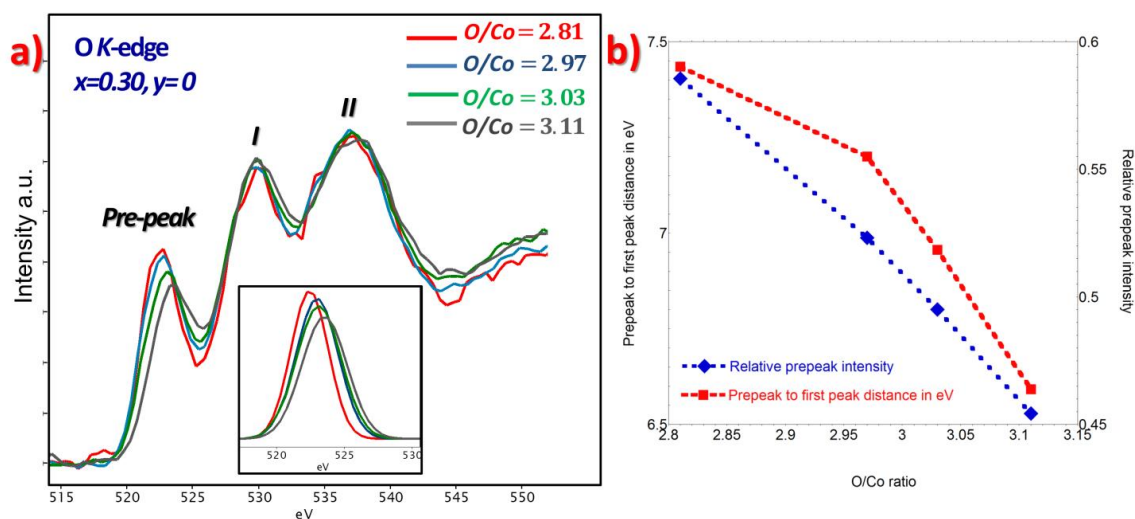 a)
O K-edge
x=0.30, y= 0
O/Co = 2.81
O/Co = 2.97
O/Co = 3.03
O/Co = 3.11
Pre-peak
I
II
Intensity a.u.
515 520 525 530 535 540 545 550
eV
520 525 530
eV
b)
7.5
7
6.5
Prepeak to first peak distance in eV
0.6
0.55
0.5
0.45
Relative prepeak intensity
Relative prepeak intensity
Prepeak to first peak distance in eV
2.8 2.85 2.9 2.95 3 3.05 3.1 3.15
O/Co ratio